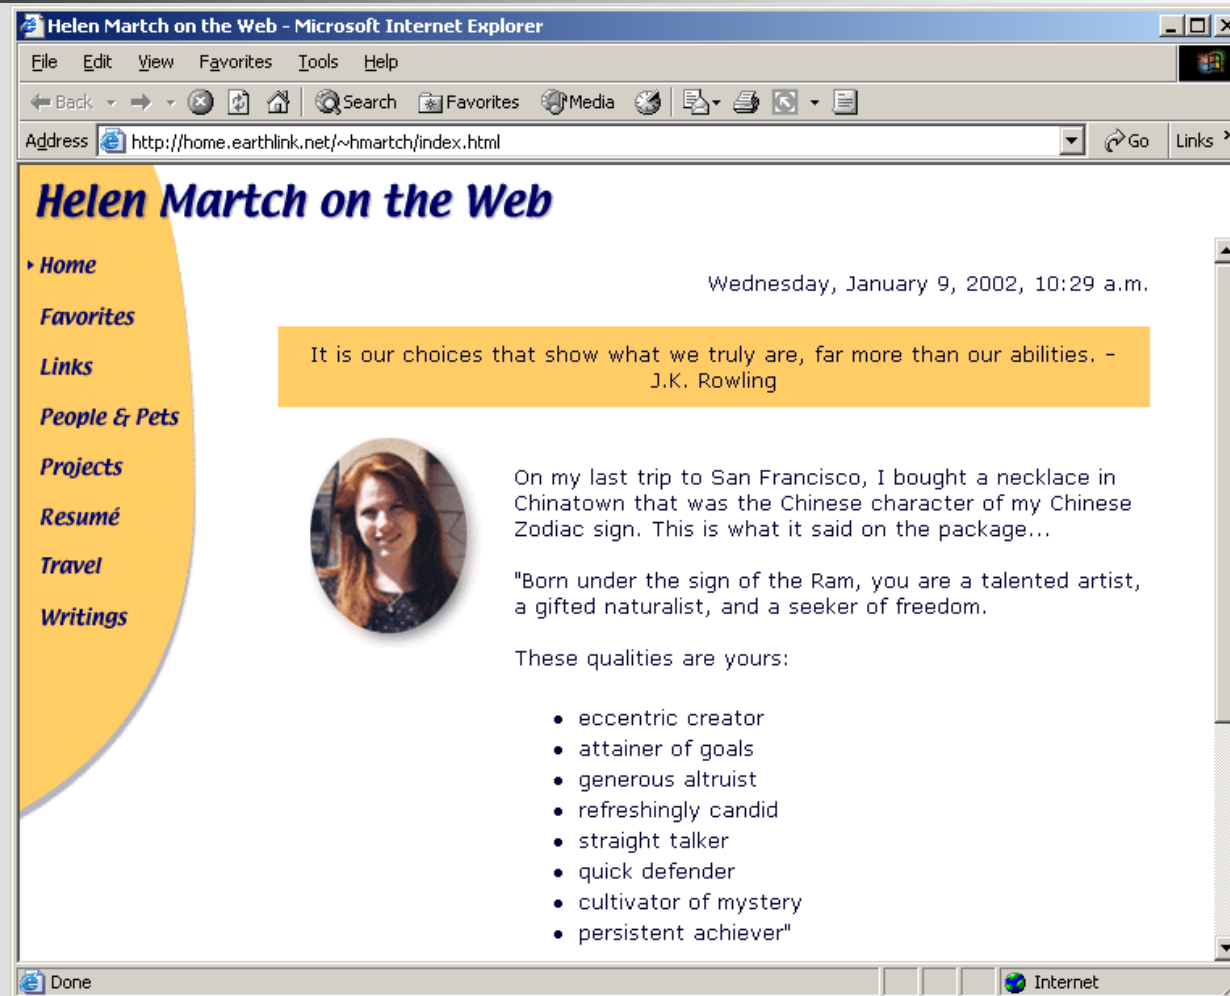 Helen Martch on the Web - Microsoft Internet Explorer
File Edit View Favorites Tools Help
Back Search Favorites Media
Address http://home.earthlink.net/~hmartch/index.html Go Links »
Helen Martch on the Web
Home
Favorites
Links
People & Pets
Projects
Resumé
Travel
Writings
Wednesday, January 9, 2002, 10:29 a.m.
It is our choices that show what we truly are, far more than our abilities. –
J.K. Rowling
On my last trip to San Francisco, I bought a necklace in
Chinatown that was the Chinese character of my Chinese
Zodiac sign. This is what it said on the package...
"Born under the sign of the Ram, you are a talented artist,
a gifted naturalist, and a seeker of freedom.
These qualities are yours:
• eccentric creator
• attainer of goals
• generous altruist
• refreshingly candid
• straight talker
• quick defender
• cultivator of mystery
• persistent achiever"
Done Internet